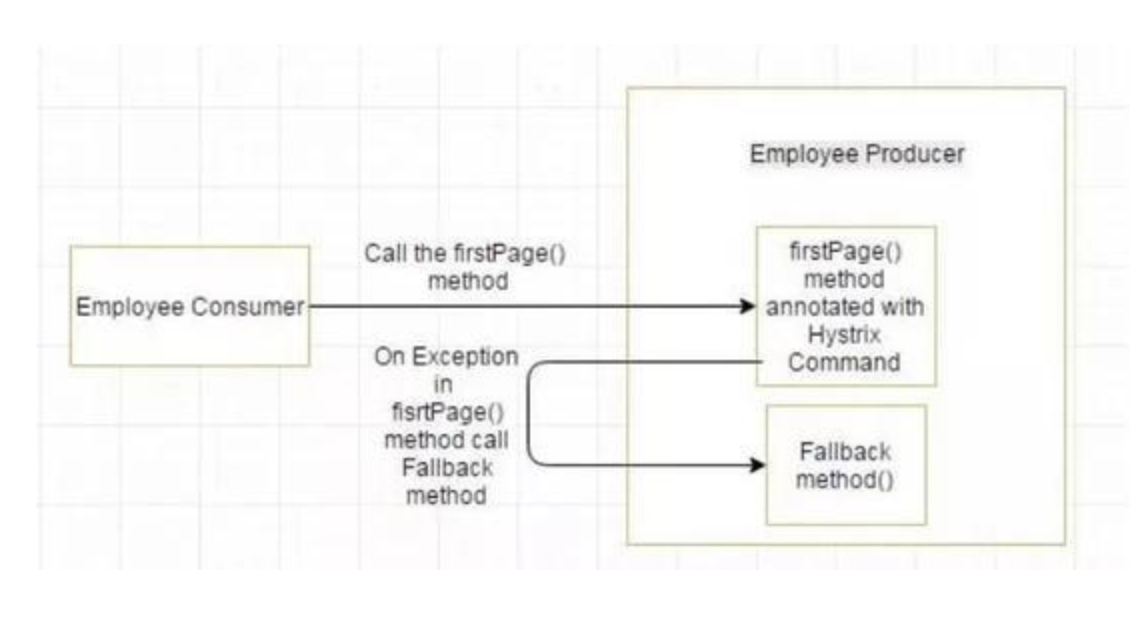 Employee Producer
Call the firstPage()
method
Employee Consumer
firstPage()
method
annotated with
Hystrix
Command
On Exception
in
fisrtPage()
method call
Fallback
method
Fallback
method()